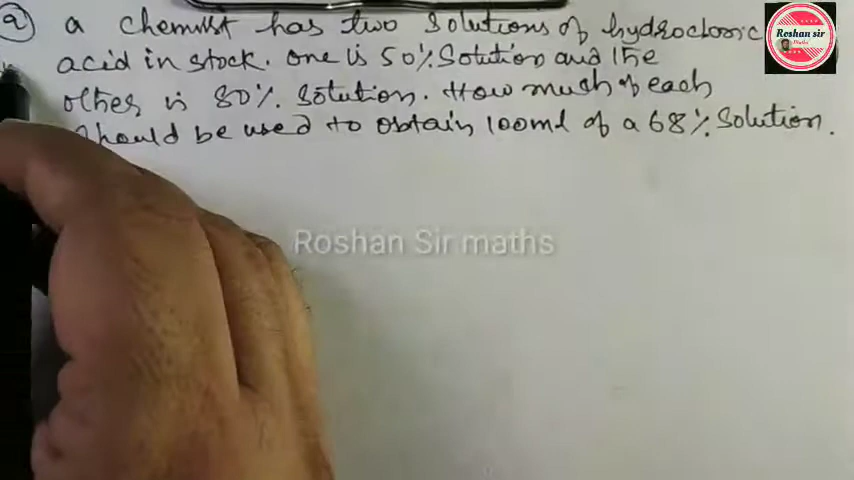 a) a chemist has two solutions of hydrocloric
acid in stock. one is 50% solution and the
other is 80% solution. How much of each
should be used to obtain 100ml of a 68% solution.
Roshan sir
Maths
Roshan Sir maths